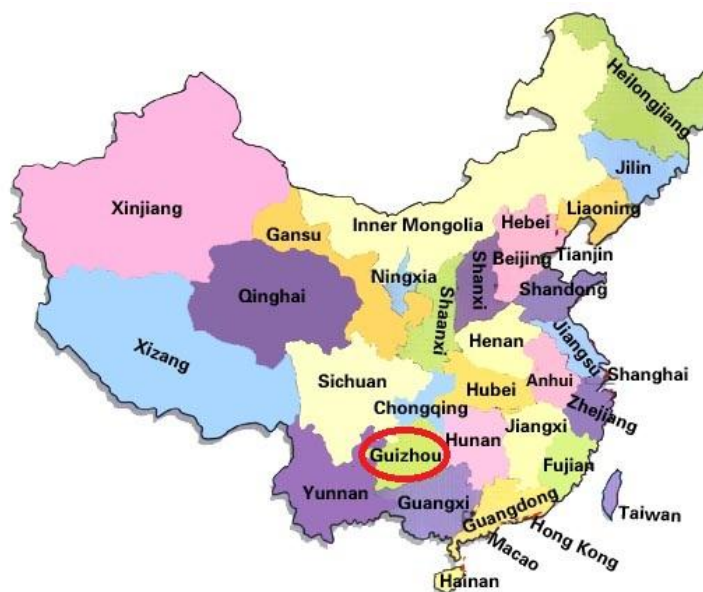 Heilongjiang
Jilin
Xinjiang
Inner Mongolia
Hebei
Liaoning
Gansu
Beijing
Tianjin
Ningxia
Shanxi
Qinghai
Shaanxi
Shandong
Xizang
Henan
Jiangsu
Sichuan
Hubei
Anhui
Shanghai
Chongqing
Zhejiang
Hunan
Jiangxi
Guizhou
Fujian
Yunnan
Guangxi
Guangdong
Taiwan
Hong Kong
Macao
Hainan